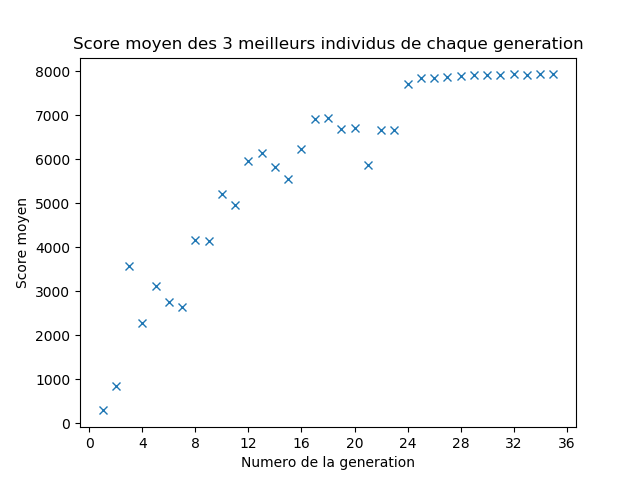 Score moyen des 3 meilleurs individus de chaque generation
8000
7000
6000
5000
4000
3000
2000
1000
0
Score moyen
0 4 8 12 16 20 24 28 32 36
Numero de la generation